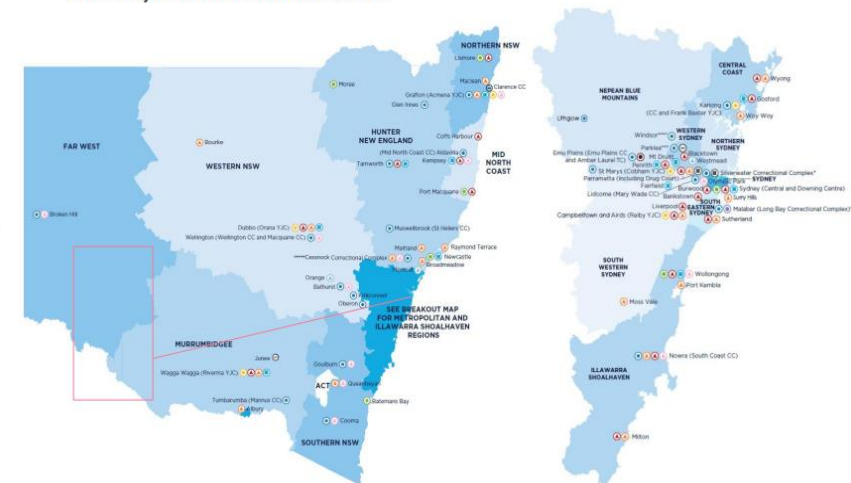 NORTHERN NSW
Lismore
Maclean
Clarence CC
Grafton (Acmena YJC)
Glen Innes
Moree
Coffs Harbour
HUNTER
NEW ENGLAND
(Mid North Coast CC) Aldavilla
Tamworth
Kempsey
MID
NORTH
COAST
FAR WEST
Bourke
WESTERN NSW
Port Macquarie
Broken Hill
Dubbo (Orana YJC)
Wellington (Wellington CC and Macquarie CC)
Muswellbrook (St Heliers CC)
Maitland
Raymond Terrace
****Cessnock Correctional Complex
Newcastle
Broadmeadow
Orange
Bathurst
Oberon
SEE BREAKOUT MAP
FOR METROPOLITAN AND
ILLAWARRA SHOALHAVEN
REGIONS
MURRUMBIDGEE
Junee
Wagga Wagga (Riverina YJC)
Goulburn
ACT
Queanbeyan
Tumbarumba (Mannus CC)
Albury
Batemans Bay
Cooma
SOUTHERN NSW
CENTRAL
COAST
Wyong
NEPEAN BLUE
MOUNTAINS
Gosford
Kariong
(CC and Frank Baxter YJC)
Woy Woy
Lithgow
Windsor
WESTERN
SYDNEY
NORTHERN
SYDNEY
Parklea
Emu Plains (Emu Plains CC
and Amber Laurel TC)
Mt Druitt
Blacktown
Penrith
Westmead
St Marys (Cobham YJC)
Silverwater Correctional Complex*
Parramatta (including Drug Court)
Olympic Park
SYDNEY
Fairfield
Burwood
Sydney (Central and Downing Centre)
Lidcome (Mary Wade CC)
Bankstown
Surry Hills
SOUTH
EASTERN
SYDNEY
Liverpool
Malabar (Long Bay Correctional Complex)
Campbelltown and Airds (Reiby YJC)
Sutherland
SOUTH
WESTERN
SYDNEY
Wollongong
Port Kembla
Moss Vale
Nowra (South Coast CC)
ILLAWARRA
SHOALHAVEN
Milton